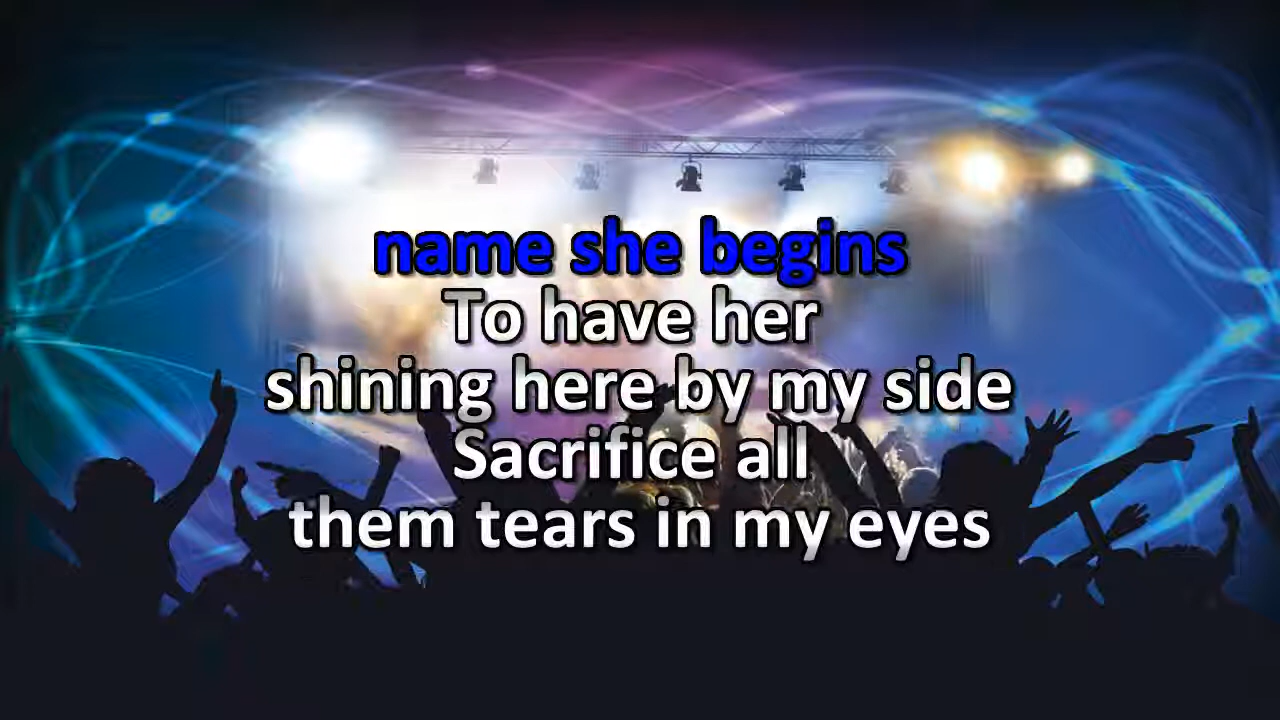 name she begins
To have her
shining here by my side
Sacrifice all
them tears in my eyes